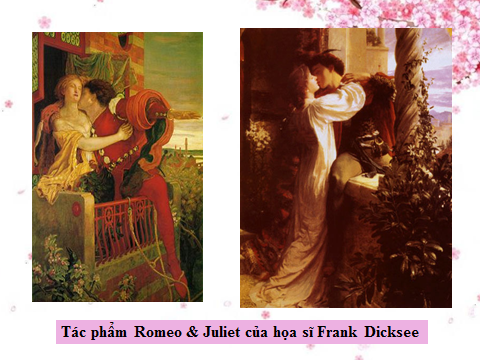 Tác phẩm Romeo & Juliet của họa sĩ Frank Dicksee